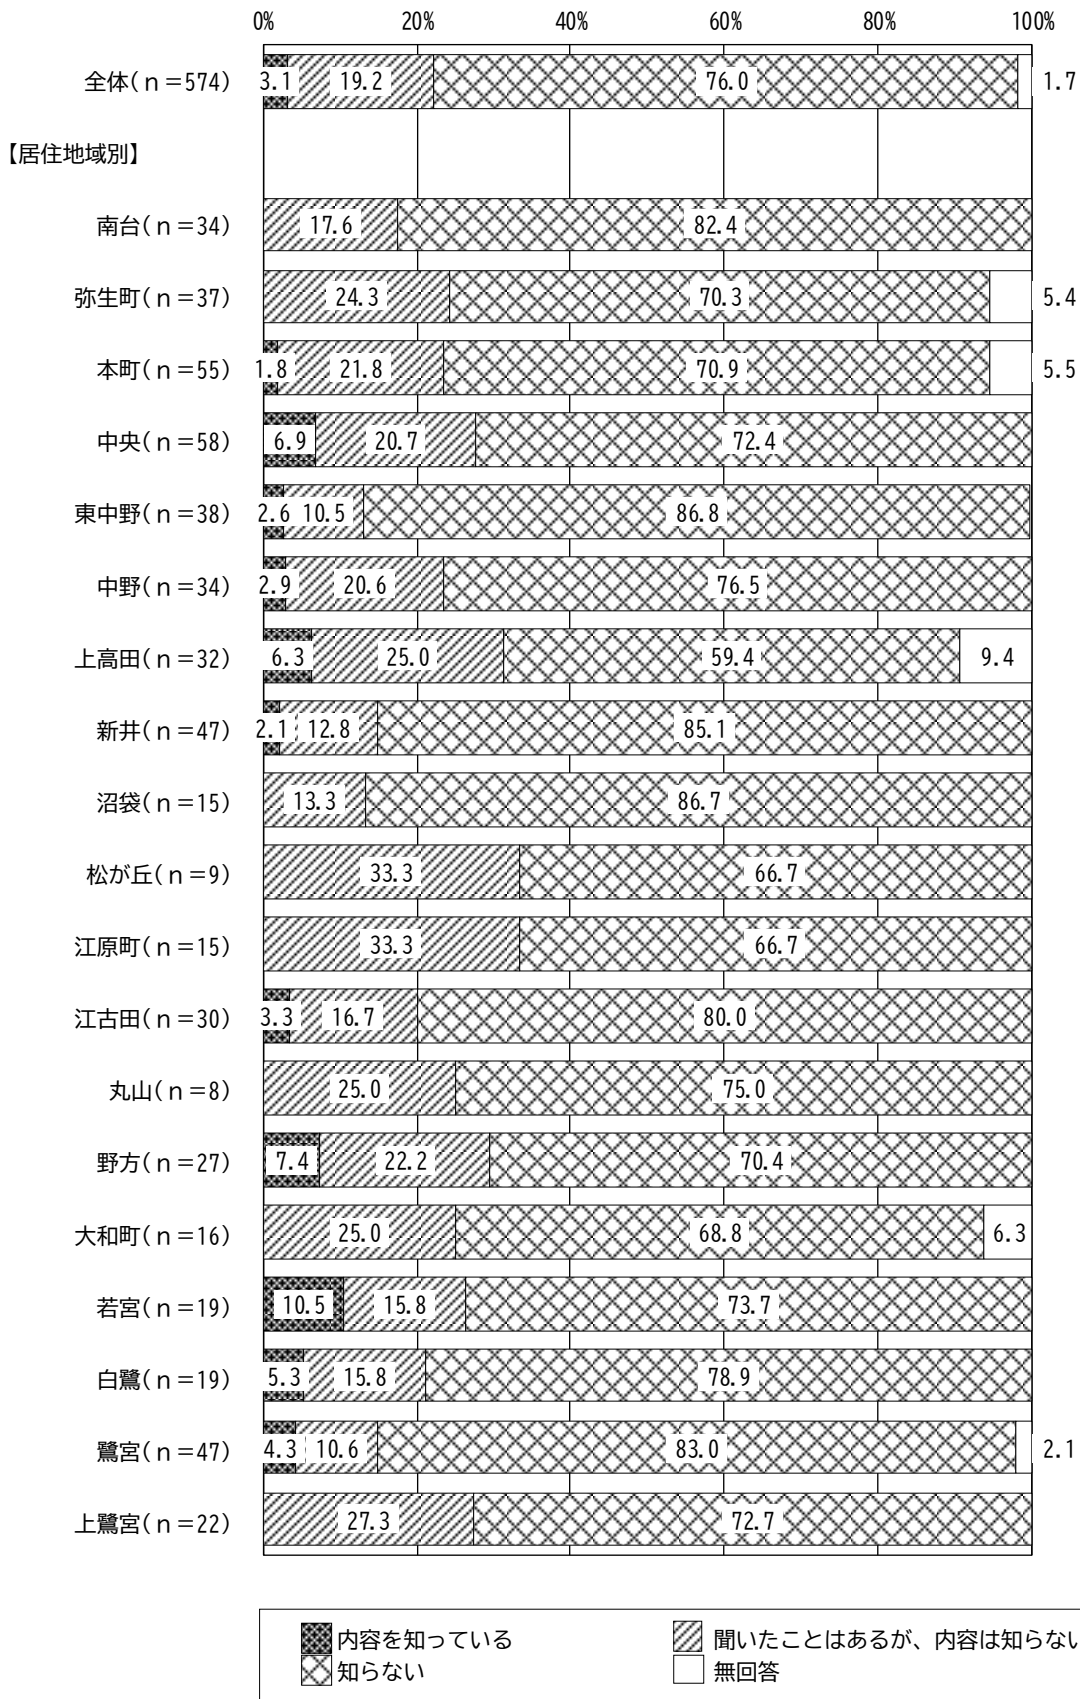 0% 20% 40% 60% 80% 100%
全体(ｎ=574) 3.1 19.2 76.0 1.7
【居住地域別】
南台(ｎ=34) 17.6 82.4
弥生町(ｎ=37) 24.3 70.3 5.4
本町(ｎ=55) 1.8 21.8 70.9 5.5
中央(ｎ=58) 6.9 20.7 72.4
東中野(ｎ=38) 2.6 10.5 86.8
中野(ｎ=34) 2.9 20.6 76.5
上高田(ｎ=32) 6.3 25.0 59.4 9.4
新井(ｎ=47) 2.1 12.8 85.1
沼袋(ｎ=15) 13.3 86.7
松が丘(ｎ=9) 33.3 66.7
江原町(ｎ=15) 33.3 66.7
江古田(ｎ=30) 3.3 16.7 80.0
丸山(ｎ=8) 25.0 75.0
野方(ｎ=27) 7.4 22.2 70.4
大和町(ｎ=16) 25.0 68.8 6.3
若宮(ｎ=19) 10.5 15.8 73.7
白鷺(ｎ=19) 5.3 15.8 78.9
鷺宮(ｎ=47) 4.3 10.6 83.0 2.1
上鷺宮(ｎ=22) 27.3 72.7
内容を知っている 聞いたことはあるが、内容は知らない
知らない 無回答